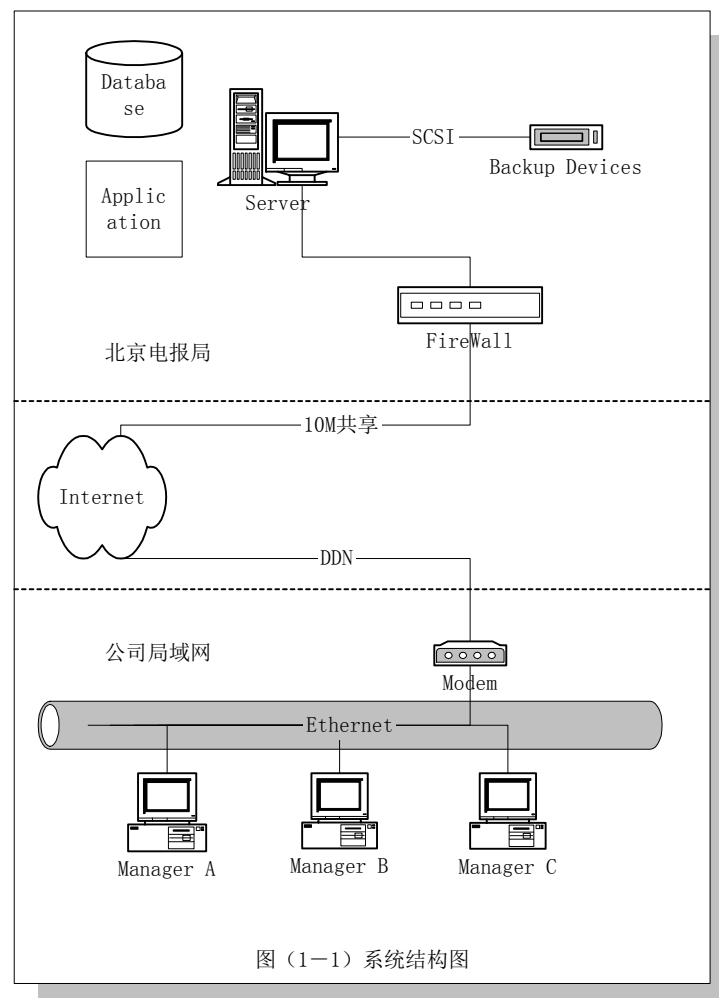 Databa
se
SCSI
Backup Devices
Applic
ation
Server
FireWall
北京电报局
10M共享
Internet
DDN
公司局域网
Modem
Ethernet
Manager A
Manager B
Manager C
图（1－1）系统结构图